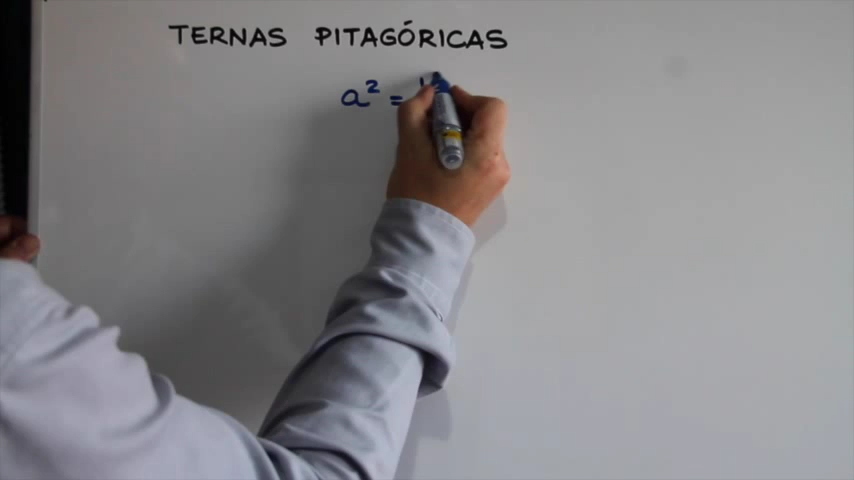 TERNAS PITAGÓRICAS
a² =